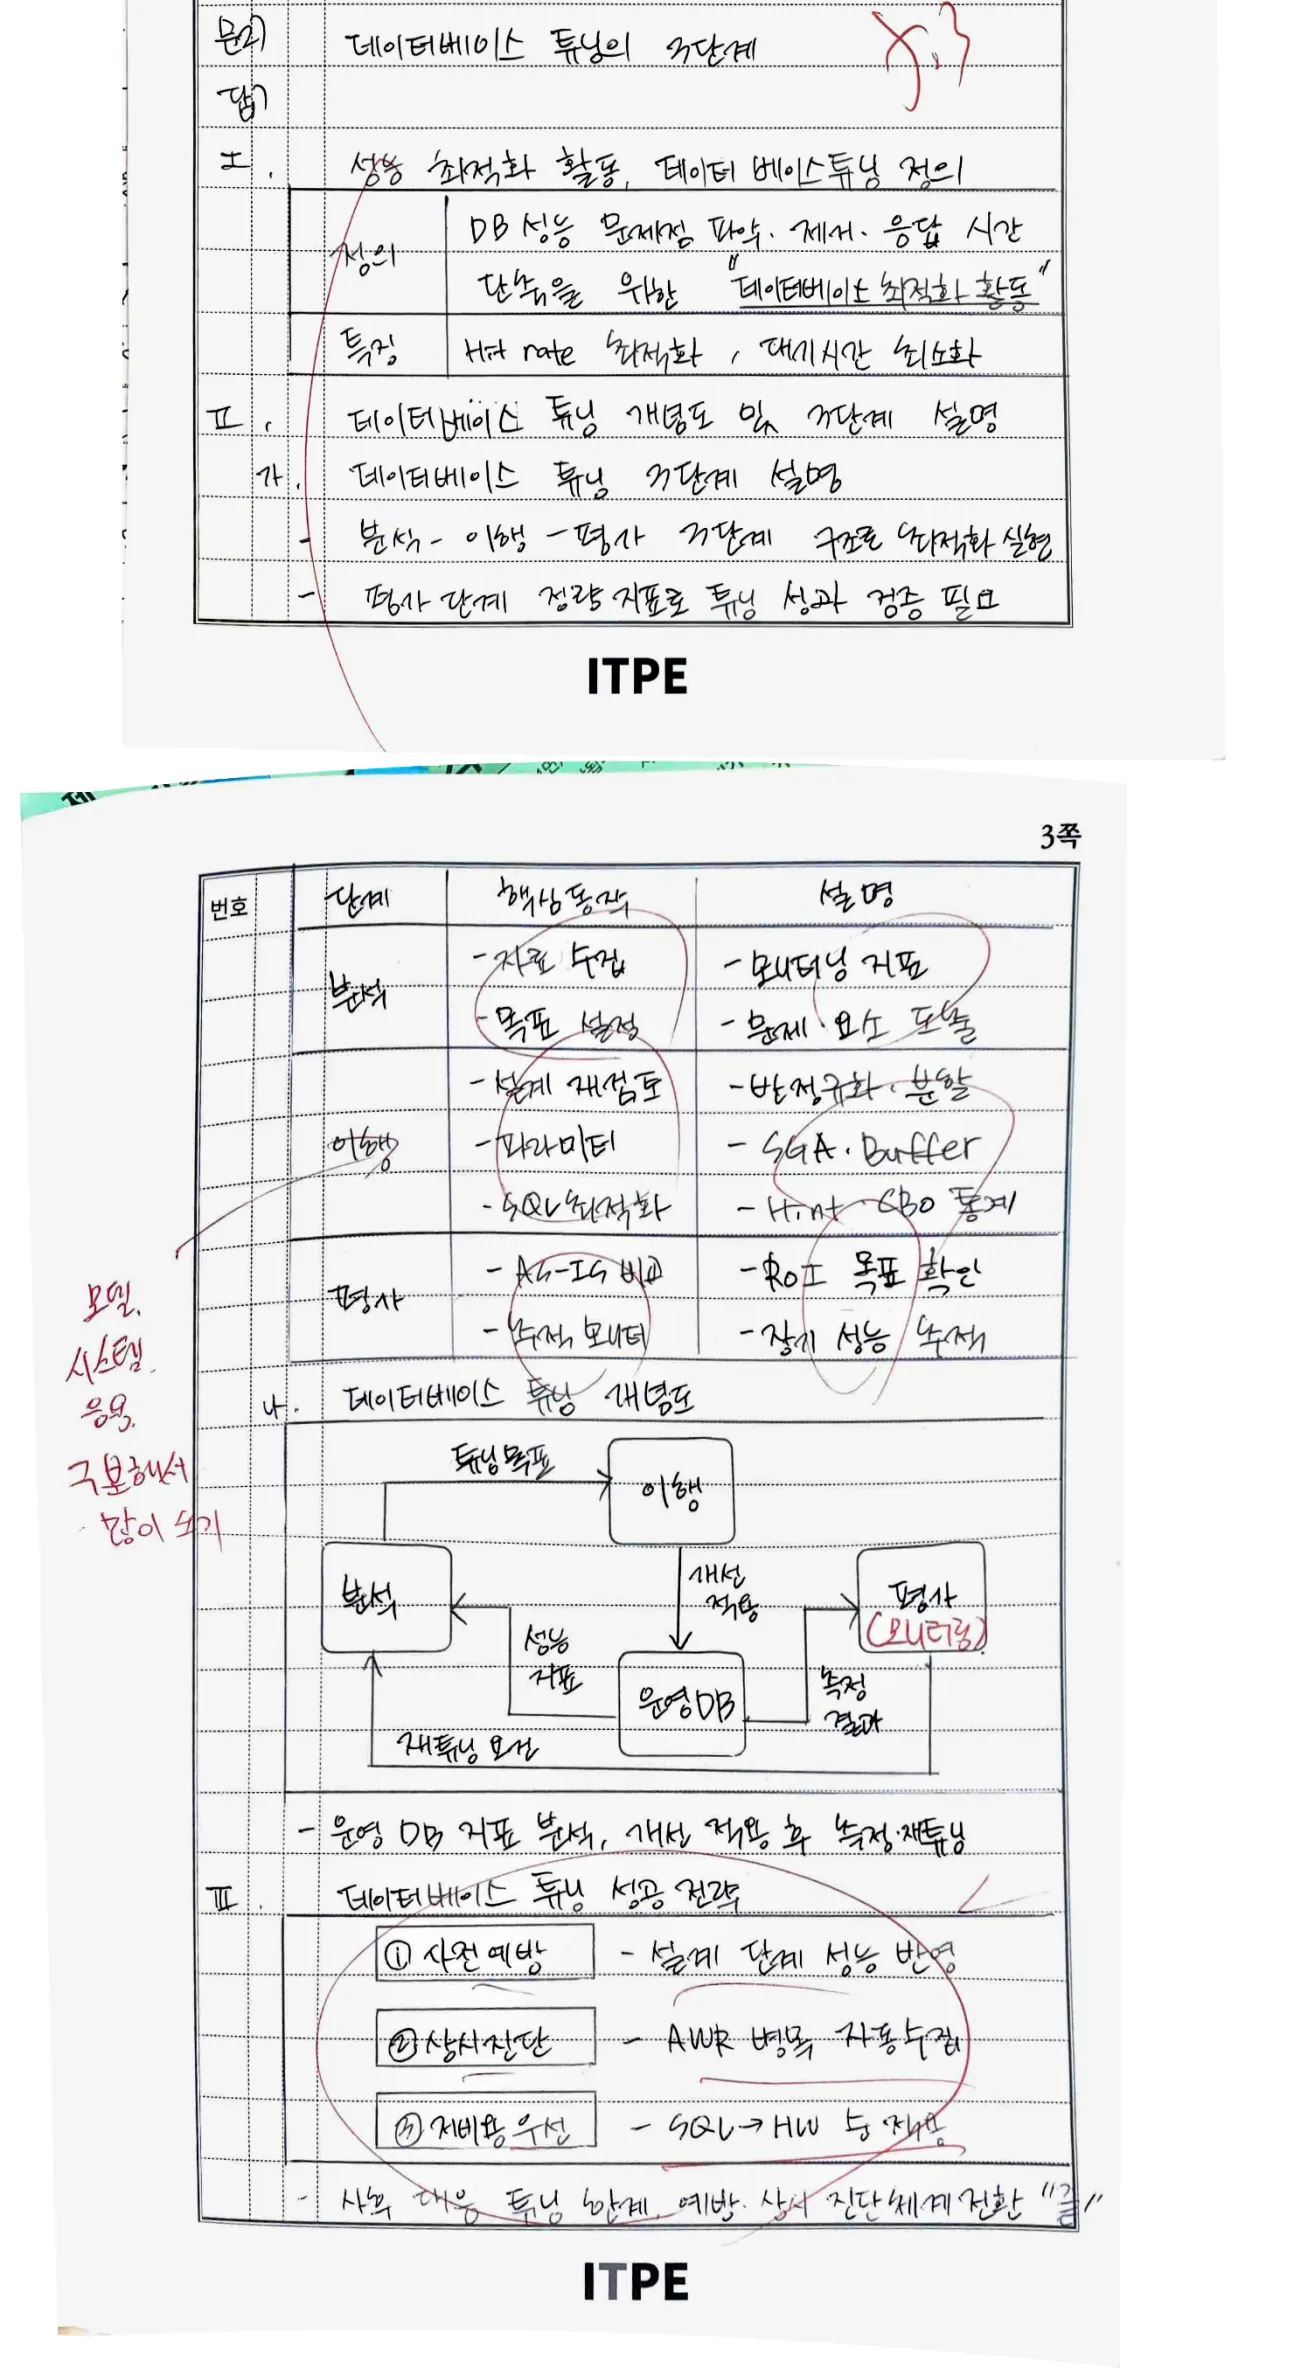 문2)
데이터베이스 튜닝의 3단계
답)
I. 성능 최적화 활동, 데이터 베이스튜닝 정의
정의
DB 성능 문제점 파악·제거·응답 시간
단축을 위한 "데이터베이스 최적화 활동"
특징
Hit rate 최적화, 대기시간 최소화
II. 데이터베이스 튜닝 개념도 및 3단계 설명
가. 데이터베이스 튜닝 3단계 설명
- 분석 - 이행 - 평가 3단계 구조로 최적화 실현
- 평가 단계 정량 지표로 튜닝 성과 검증 필요
ITPE
3쪽
번호 단계 핵심동작 설명
분석
- 자료 수집 - 모니터닝 지표
- 목표 설정 - 문제·요소 도출
이행
- 설계 재검토 - 반정규화·분할
- 파라미터 - SGA·Buffer
- SQL 최적화 - Hint·CBO 통계
평가
- AS-IS 비교 - ROI 목표 확인
- 추적 모니터 - 장기 성능 추적
모델.
시스템.
응용.
구분해서
많이 쓰기
나. 데이터베이스 튜닝 개념도
튜닝목표
이행
분석
개선
적용
평가
(모니터링)
성능
지표
운영DB
측정
결과
재튜닝 요건
- 운영 DB 지표 분석, 개선 적용 후 측정·재튜닝
III. 데이터베이스 튜닝 성공 전략
① 사전예방 - 설계 단계 성능 반영
② 상시진단 - AWR 병목 자동수집
③ 저비용 우선 - SQL→HW 순 적용
- 사후 대응 튜닝 한계, 예방·상시 진단체계 전환 "끝"
ITPE